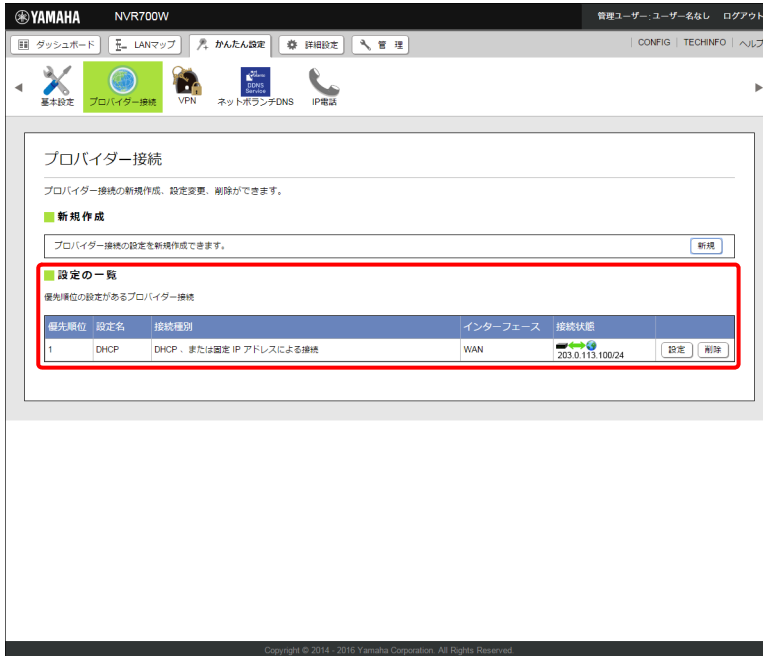 YAMAHA NVR700W 管理ユーザー:ユーザー名なし ログアウト
ダッシュボード LANマップ かんたん設定 詳細設定 管 理 CONFIG TECHINFO ヘルプ
基本設定 プロバイダー接続 VPN ネットボランチDNS IP電話
DDNS
Service
プロバイダー接続
プロバイダー接続の新規作成、設定変更、削除ができます。
新規作成
プロバイダー接続の設定を新規作成できます。 新規
設定の一覧
優先順位の設定があるプロバイダー接続
優先順位 設定名 接続種別 インターフェース 接続状態
1 DHCP DHCP 、または固定 IP アドレスによる接続 WAN 203.0.113.100/24 設定 削除
Copyright © 2014 - 2016 Yamaha Corporation. All Rights Reserved.